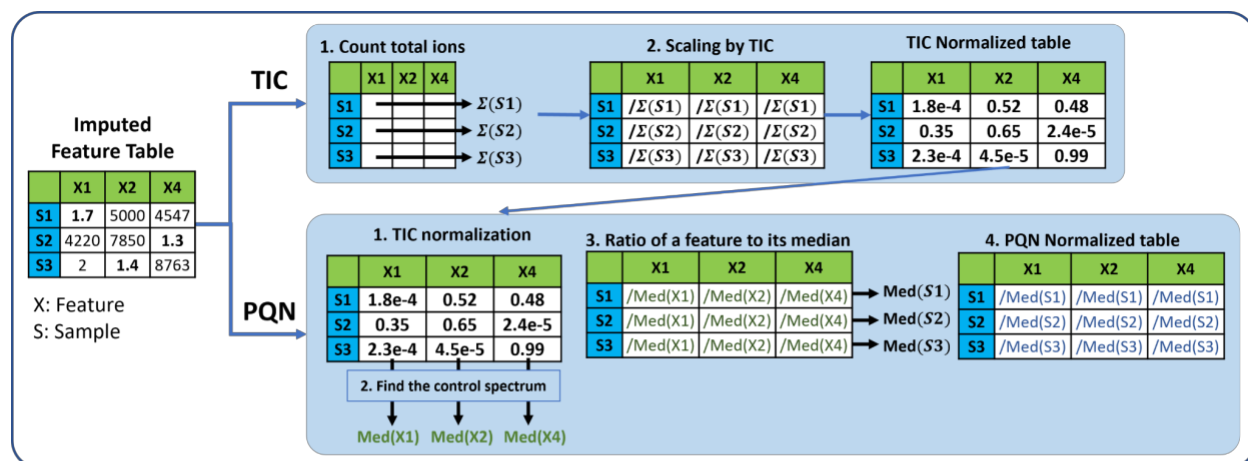 Imputed
Feature Table
X1 X2 X4
S1 1.7 5000 4547
S2 4220 7850 1.3
S3 2 1.4 8763
X: Feature
S: Sample
TIC
1. Count total ions
X1 X2 X4
S1 Σ(S1)
S2 Σ(S2)
S3 Σ(S3)
2. Scaling by TIC
X1 X2 X4
S1 /Σ(S1) /Σ(S1) /Σ(S1)
S2 /Σ(S2) /Σ(S2) /Σ(S2)
S3 /Σ(S3) /Σ(S3) /Σ(S3)
TIC Normalized table
X1 X2 X4
S1 1.8e-4 0.52 0.48
S2 0.35 0.65 2.4e-5
S3 2.3e-4 4.5e-5 0.99
PQN
1. TIC normalization
X1 X2 X4
S1 1.8e-4 0.52 0.48
S2 0.35 0.65 2.4e-5
S3 2.3e-4 4.5e-5 0.99
2. Find the control spectrum
Med(X1) Med(X2) Med(X4)
3. Ratio of a feature to its median
X1 X2 X4
S1 /Med(X1) /Med(X2) /Med(X4) Med(S1)
S2 /Med(X1) /Med(X2) /Med(X4) Med(S2)
S3 /Med(X1) /Med(X2) /Med(X4) Med(S3)
4. PQN Normalized table
X1 X2 X4
S1 /Med(S1) /Med(S1) /Med(S1)
S2 /Med(S2) /Med(S2) /Med(S2)
S3 /Med(S3) /Med(S3) /Med(S3)